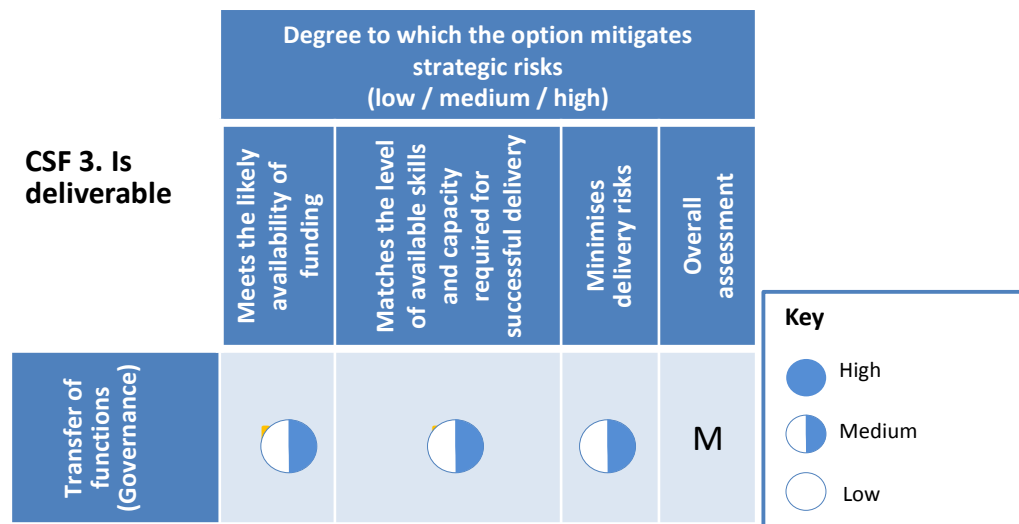 Degree to which the option mitigates
strategic risks
(low / medium / high)
CSF 3. Is
deliverable
Meets the likely
availability of
funding
Matches the level
of available skills
and capacity
required for
successful delivery
Minimises
delivery risks
Overall
assessment
Transfer of
functions
(Governance)
M
Key
High
Medium
Low